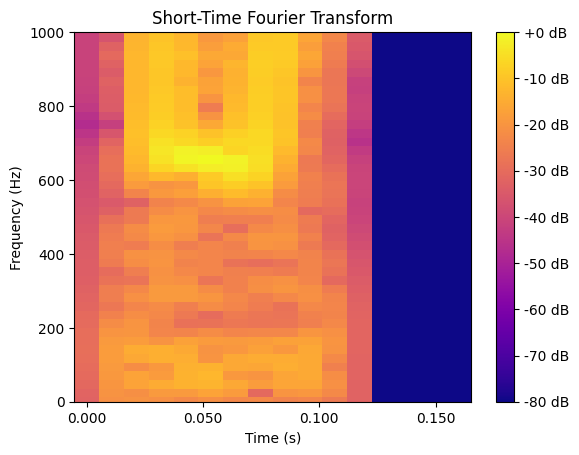 Short-Time Fourier Transform
1000
800
600
400
200
0
Frequency (Hz)
0.000
0.050
0.100
0.150
Time (s)
+0 dB
-10 dB
-20 dB
-30 dB
-40 dB
-50 dB
-60 dB
-70 dB
-80 dB